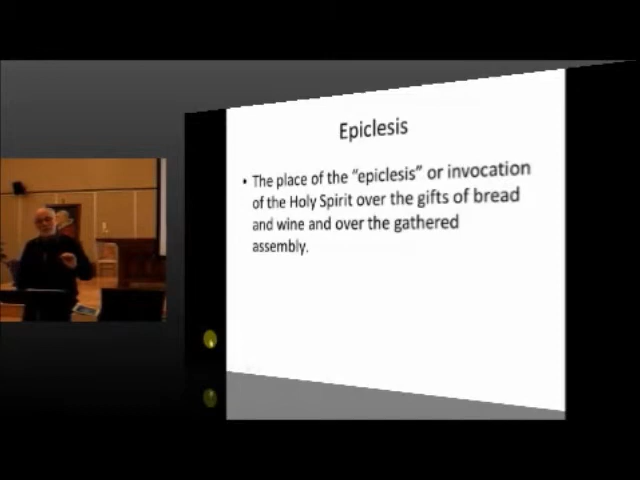 Epiclesis
• The place of the “epiclesis” or invocation
of the Holy Spirit over the gifts of bread
and wine and over the gathered
assembly.